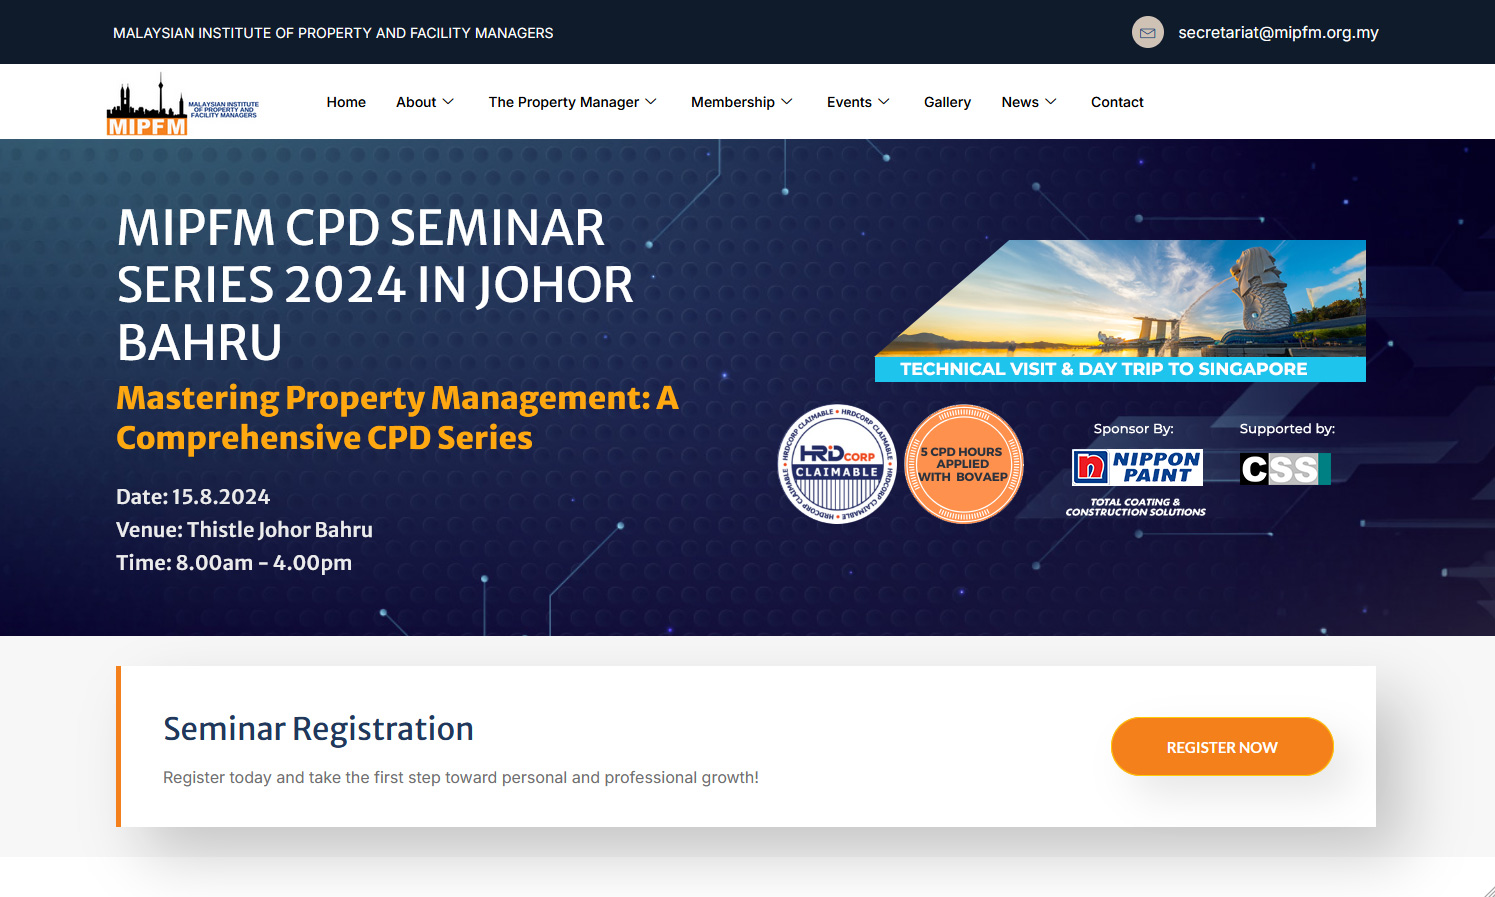 MALAYSIAN INSTITUTE OF PROPERTY AND FACILITY MANAGERS
secretariat@mipfm.org.my
MIPFM
MALAYSIAN INSTITUTE
OF PROPERTY AND
FACILITY MANAGERS
Home About The Property Manager Membership Events Gallery News Contact
MIPFM CPD SEMINAR
SERIES 2024 IN JOHOR
BAHRU
Mastering Property Management: A
Comprehensive CPD Series
Date: 15.8.2024
Venue: Thistle Johor Bahru
Time: 8.00am - 4.00pm
TECHNICAL VISIT & DAY TRIP TO SINGAPORE
HRDCORP CLAIMABLE • HRDCORP CLAIMABLE • HRDCORP CLAIMABLE • HRDCORP CLAIMABLE •
HRD CORP
CLAIMABLE
5 CPD HOURS
APPLIED
WITH BOVAEP
Sponsor By:
n NIPPON
PAINT
TOTAL COATING &
CONSTRUCTION SOLUTIONS
Supported by:
CSS
Seminar Registration
Register today and take the first step toward personal and professional growth!
REGISTER NOW